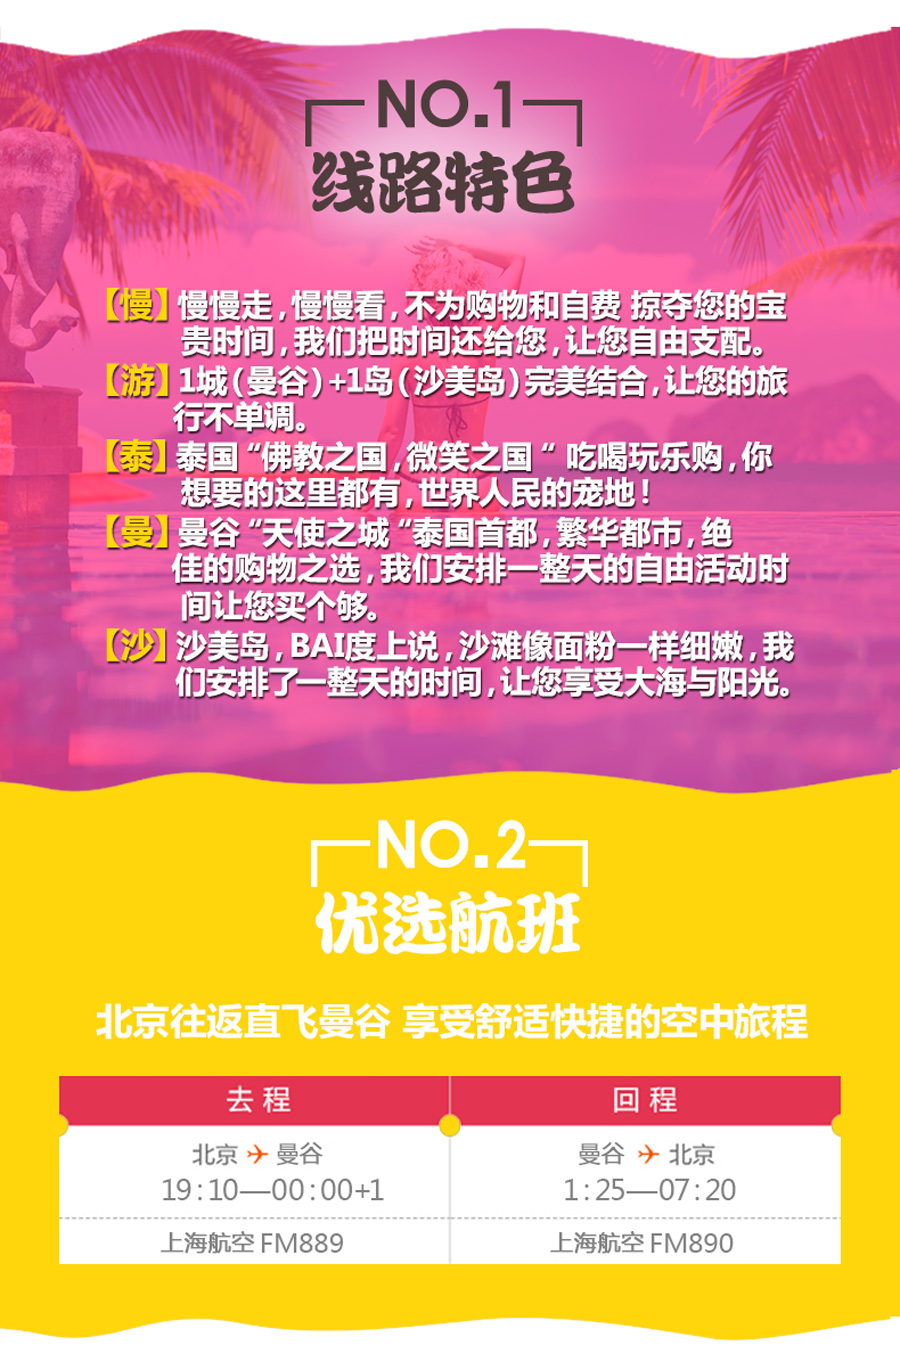 NO.1
线路特色
【慢】慢慢走,慢慢看,不为购物和自费 掠夺您的宝
贵时间,我们把时间还给您,让您自由支配。
【游】1城(曼谷)+1岛(沙美岛)完美结合,让您的旅
行不单调。
【泰】泰国“佛教之国,微笑之国“ 吃喝玩乐购,你
想要的这里都有,世界人民的宠地!
【曼】曼谷“天使之城“泰国首都,繁华都市,绝
佳的购物之选,我们安排一整天的自由活动时
间让您买个够。
【沙】沙美岛,BAI度上说,沙滩像面粉一样细嫩,我
们安排了一整天的时间,让您享受大海与阳光。
NO.2
优选航班
北京往返直飞曼谷 享受舒适快捷的空中旅程
去程 回程
北京 曼谷 曼谷 北京
19:10—00:00+1 1:25—07:20
上海航空 FM889 上海航空 FM890